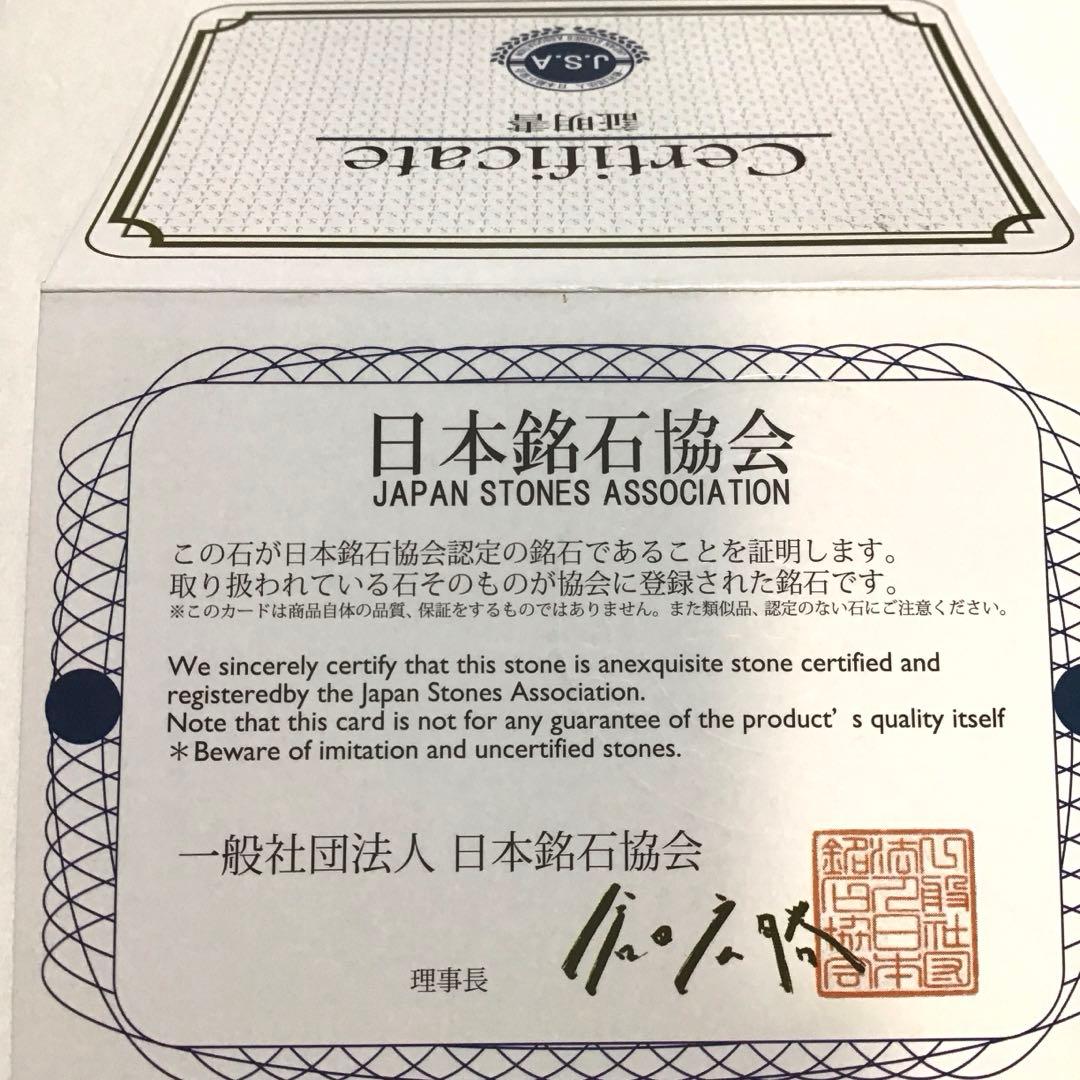 J.S.A
証明書
Certificate
日本銘石協会
JAPAN STONES ASSOCIATION
この石が日本銘石協会認定の銘石であることを証明します。
取り扱われている石そのものが協会に登録された銘石です。
※このカードは商品自体の品質、保証をするものではありません。また類似品、認定のない石にご注意ください。
We sincerely certify that this stone is anexquisite stone certified and
registeredby the Japan Stones Association.
Note that this card is not for any guarantee of the product’ s quality itself
＊Beware of imitation and uncertified stones.
一般社団法人 日本銘石協会
理事長